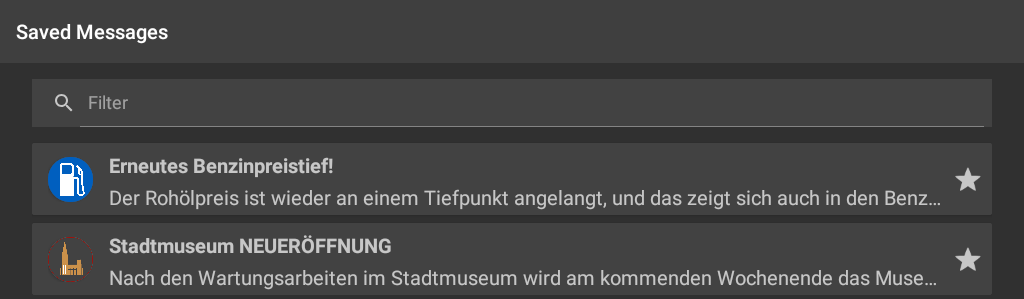 Saved Messages
Filter
Erneutes Benzinpreistief!
Der Rohölpreis ist wieder an einem Tiefpunkt angelangt, und das zeigt sich auch in den Benz...
Stadtmuseum NEUERÖFFNUNG
Nach den Wartungsarbeiten im Stadtmuseum wird am kommenden Wochenende das Muse...